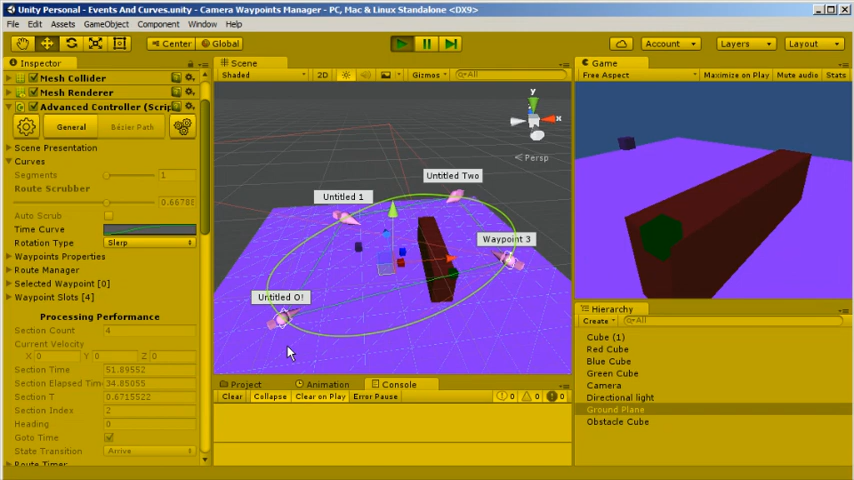 Unity Personal - Events And Curves.unity - Camera Waypoints Manager - PC, Mac & Linux Standalone <DX9>
File Edit Assets GameObject Component Window Help
Center Global Account Layers Layout
Inspector
Mesh Collider
Mesh Renderer
Advanced Controller (Scrip
General Bézier Path
Scene Presentation
Curves
Segments 1
Route Scrubber
0.66788
Auto Scrub
Time Curve
Rotation Type Slerp
Waypoints Properties
Route Manager
Selected Waypoint [0]
Waypoint Slots [4]
Processing Performance
Section Count 4
Current Velocity
X 0 Y 0 Z 0
Section Time 51.89552
Section Elapsed Tim 34.85055
Section T 0.6715522
Section Index 2
Heading 0
Goto Time
State Transition Arrive
Route Timer
Scene
Shaded 2D Gizmos All
y
x
Persp
Untitled Two
Untitled 1
Waypoint 3
Untitled O!
Project Animation Console
Clear Collapse Clear on Play Error Pause 0 0 0
Game
Free Aspect Maximize on Play Mute audio Stats
Hierarchy
Create All
Cube (1)
Red Cube
Blue Cube
Green Cube
Camera
Directional light
Ground Plane
Obstacle Cube